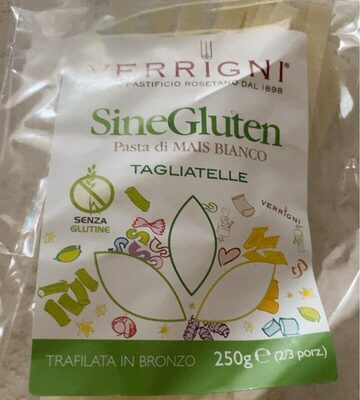 VERRIGNI®
PASTIFICIO ROSETANO DAL 1898
SineGluten
Pasta di MAIS BIANCO
TAGLIATELLE
SENZA
GLUTINE
VERRIGNI
TRAFILATA IN BRONZO 250g e (2/3 porz.)